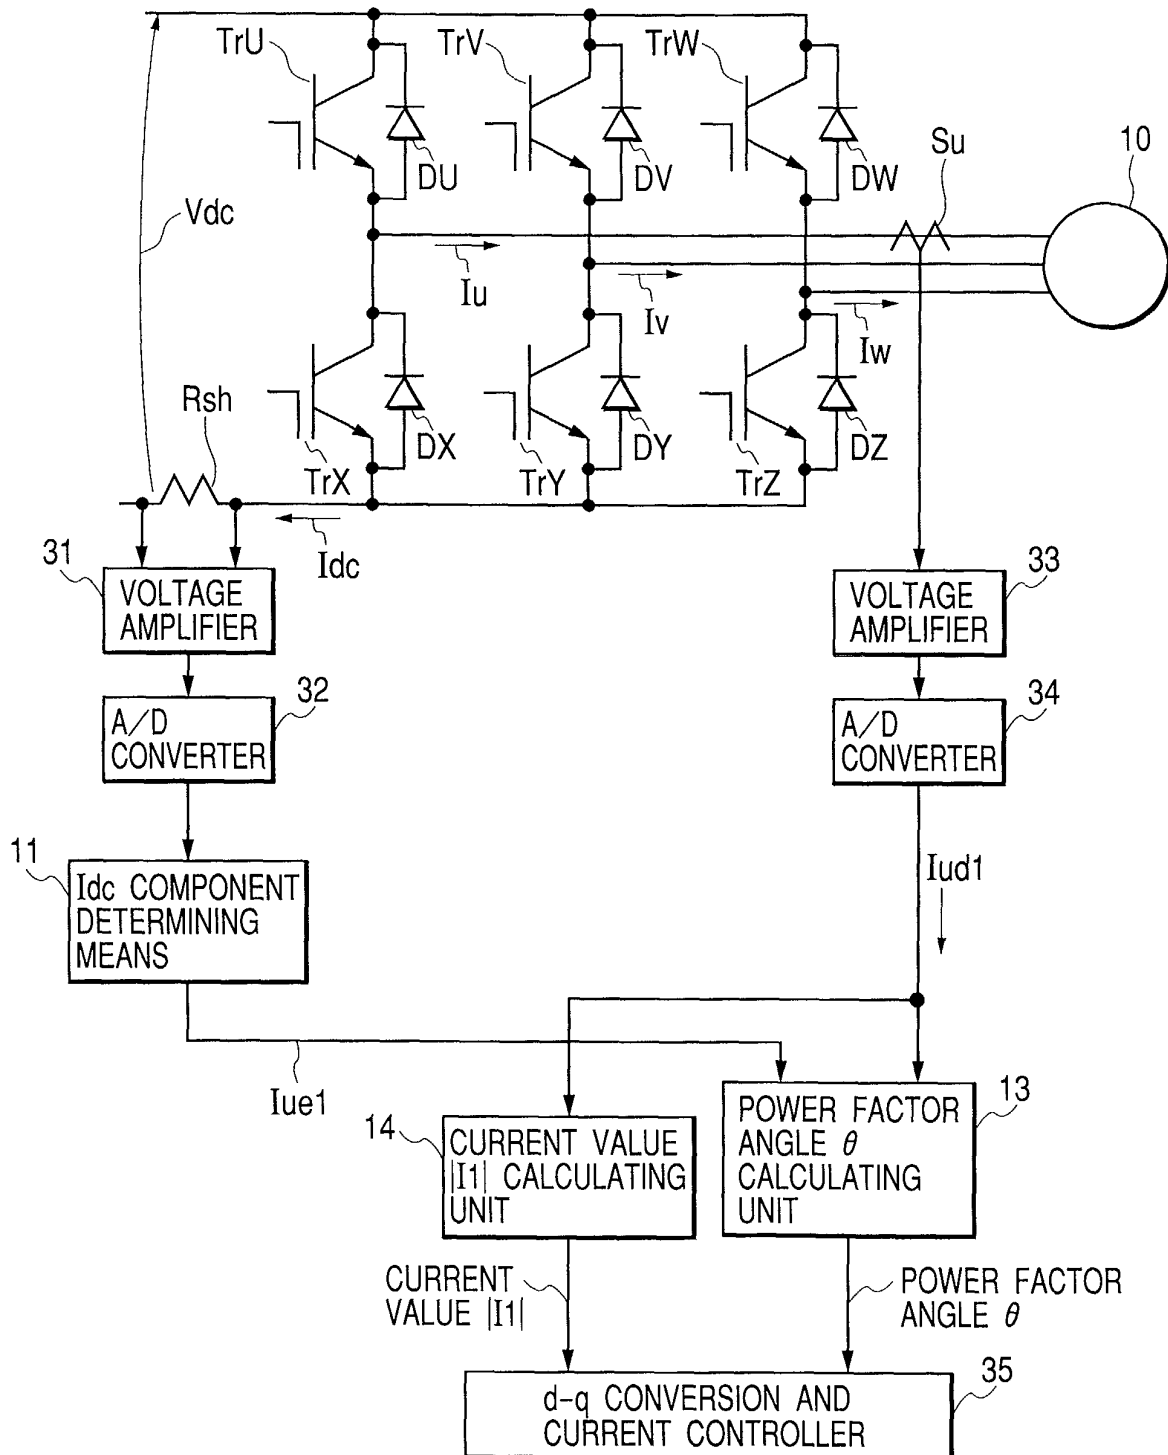 TrU
TrV
TrW
DU
DV
DW
Su
10
Vdc
Iu
Iv
Iw
Rsh
DX
DY
DZ
TrX
TrY
TrZ
Idc
31
VOLTAGE
AMPLIFIER
33
VOLTAGE
AMPLIFIER
32
A/D
CONVERTER
34
A/D
CONVERTER
11
Idc COMPONENT
DETERMINING
MEANS
Iud1
Iue1
14
CURRENT VALUE
|I1| CALCULATING
UNIT
13
POWER FACTOR
ANGLE θ
CALCULATING
UNIT
CURRENT
VALUE |I1|
POWER FACTOR
ANGLE θ
35
d-q CONVERSION AND
CURRENT CONTROLLER